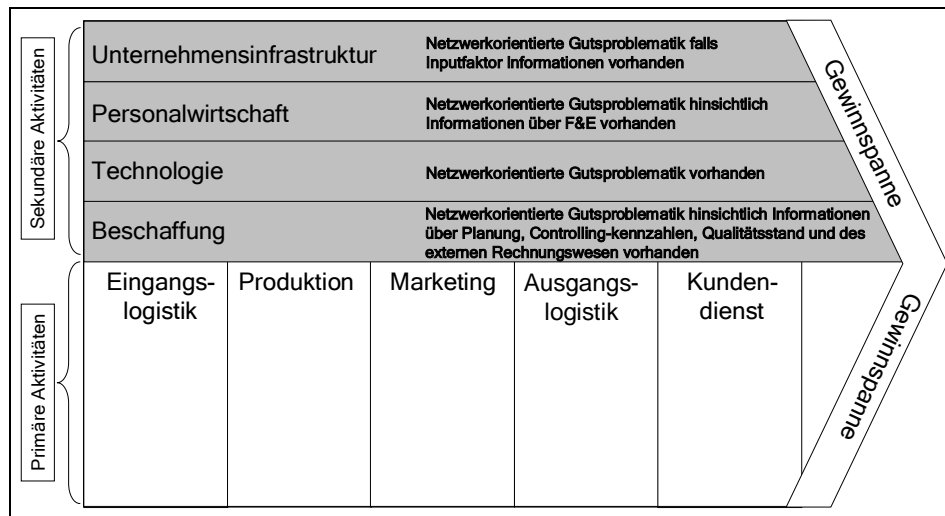 Sekundäre Aktivitäten
Unternehmensinfrastruktur
Netzwerkorientierte Gutsproblematik falls
Inputfaktor Informationen vorhanden
Personalwirtschaft
Netzwerkorientierte Gutsproblematik hinsichtlich
Informationen über F&E vorhanden
Technologie
Netzwerkorientierte Gutsproblematik vorhanden
Beschaffung
Netzwerkorientierte Gutsproblematik hinsichtlich Informationen
über Planung, Controlling-kennzahlen, Qualitätsstand und des
externen Rechnungswesen vorhanden
Gewinnspanne
Primäre Aktivitäten
Eingangs-
logistik
Produktion
Marketing
Ausgangs-
logistik
Kunden-
dienst
Gewinnspanne